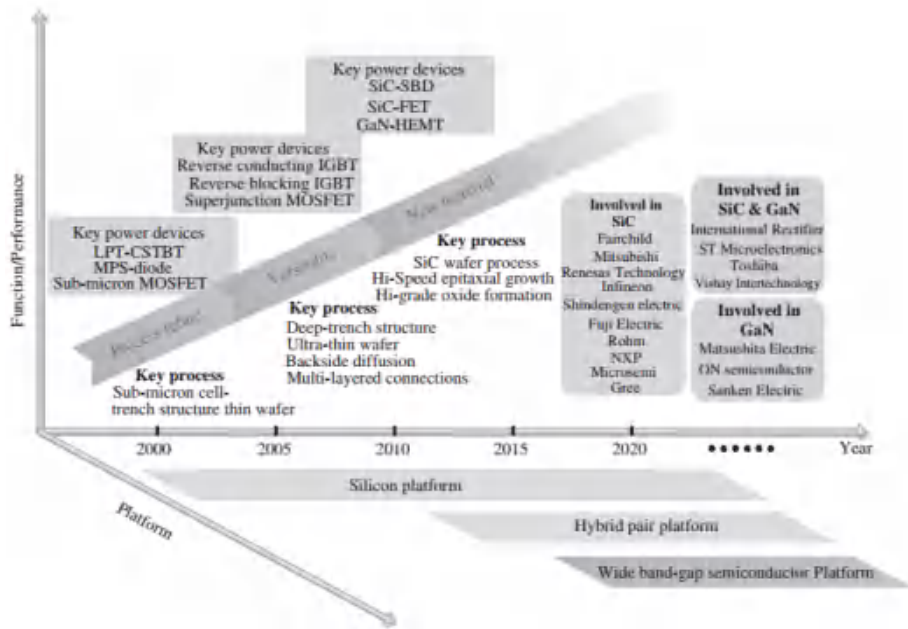 Function/Performance
Key power devices
SiC-SBD
SiC-FET
GaN-HEMT
Key power devices
Reverse conducting IGBT
Reverse blocking IGBT
Superjunction MOSFET
Key power devices
LPT-CSTBT
MPS-diode
Sub-micron MOSFET
Process
New material
Key process
Sub-micron cell-
trench structure thin wafer
Key process
Deep-trench structure
Ultra-thin wafer
Backside diffusion
Multi-layered connections
Key process
SiC wafer process
Hi-Speed epitaxial growth
Hi-grade oxide formation
Involved in
SiC
Fairchild
Mitsubishi
Renesas Technology
Infineon
Shindengen electric
Fuji Electric
Rohm
NXP
Microsemi
Gree
Involved in
SiC & GaN
International Rectifier
ST Microelectronics
Toshiba
Vishay Intertechnology
Involved in
GaN
Matsushita Electric
ON semiconductor
Sanken Electric
2000
2005
2010
2015
2020
••••••
Year
Platform
Silicon platform
Hybrid pair platform
Wide band-gap semiconductor Platform